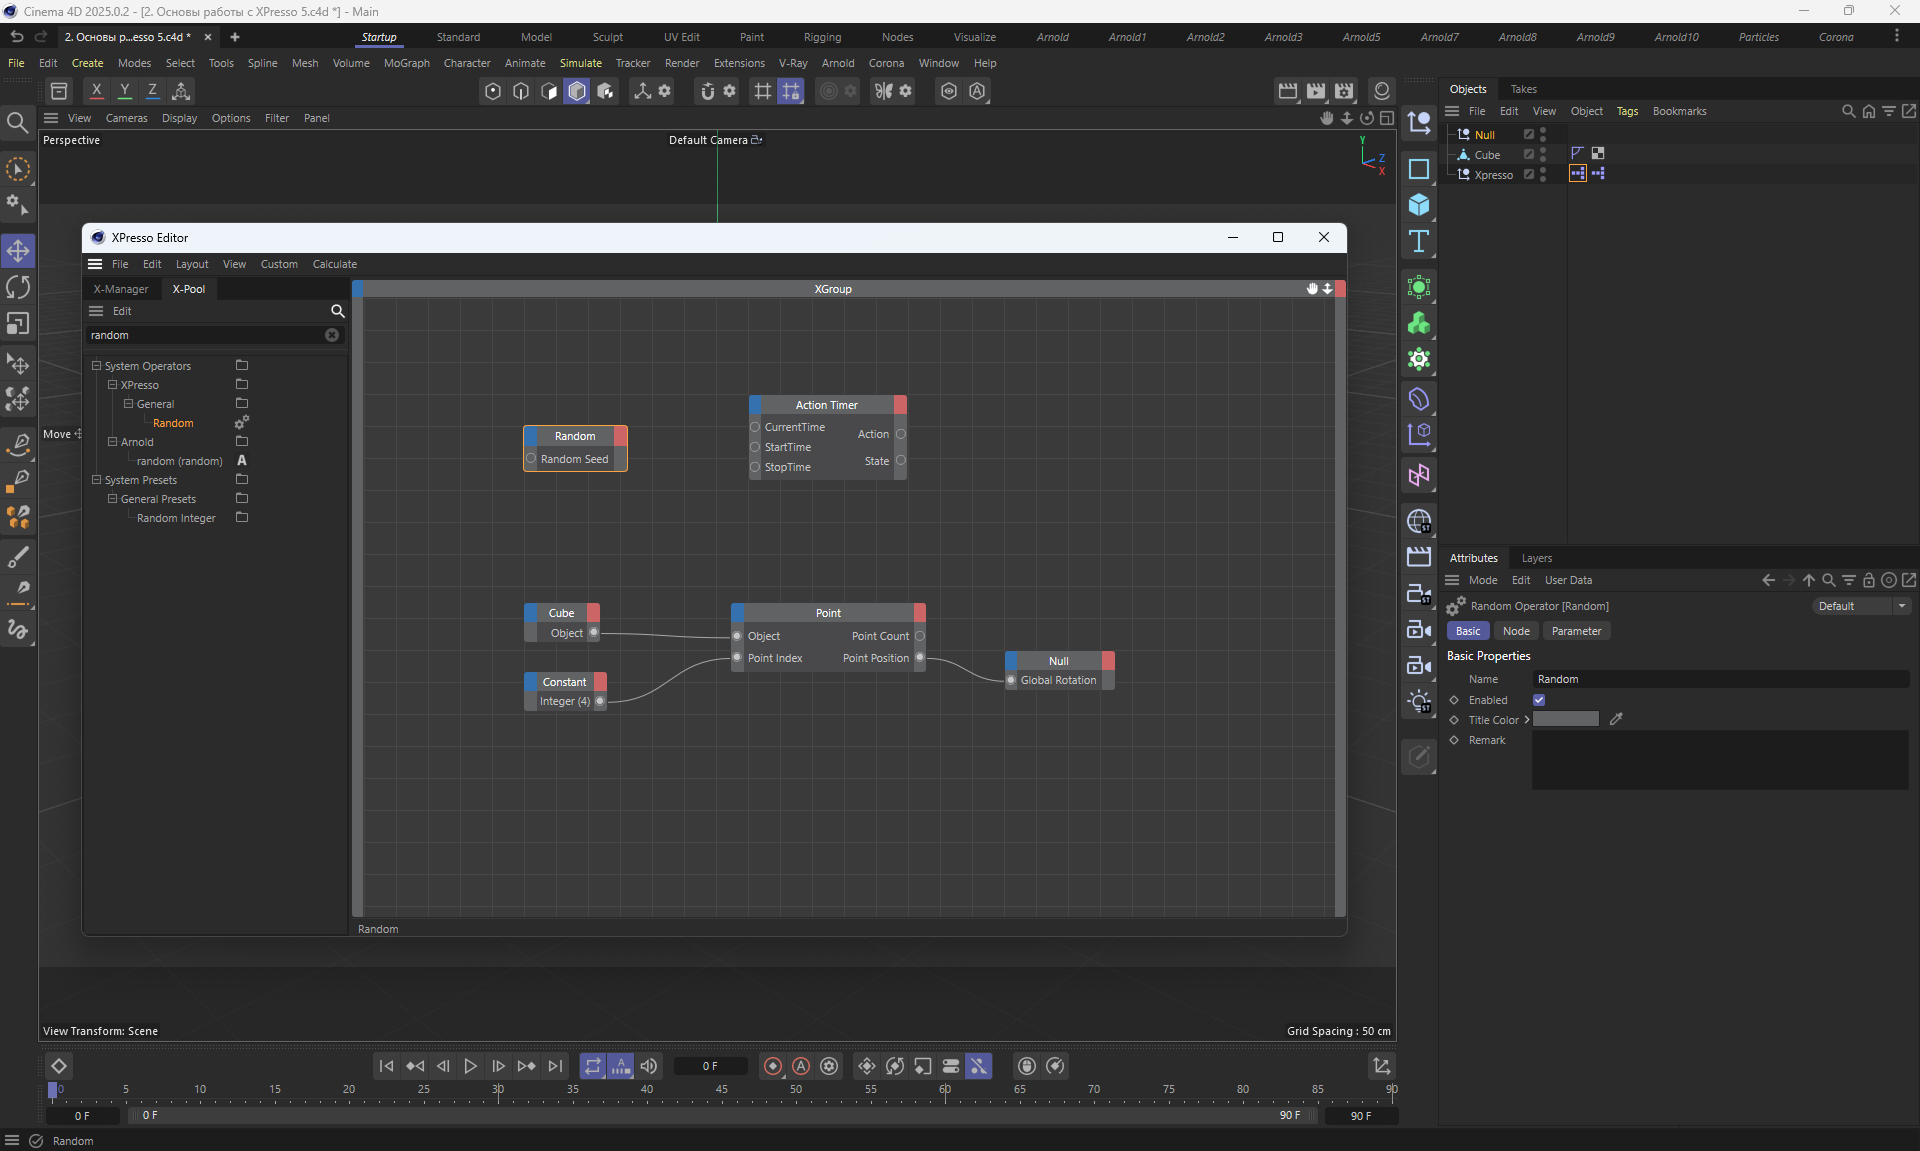 Cinema 4D 2025.0.2 - [2. Основы работы с XPresso 5.c4d *] - Main
2. Основы р...esso 5.c4d *
Startup Standard Model Sculpt UV Edit Paint Rigging Nodes Visualize Arnold Arnold1 Arnold2 Arnold3 Arnold5 Arnold7 Arnold8 Arnold9 Arnold10 Particles Corona
File Edit Create Modes Select Tools Spline Mesh Volume MoGraph Character Animate Simulate Tracker Render Extensions V-Ray Arnold Corona Window Help
X Y Z
View Cameras Display Options Filter Panel
Perspective
Default Camera
Y
Z
X
Move
XPresso Editor
File Edit Layout View Custom Calculate
X-Manager X-Pool
Edit
random
System Operators
XPresso
General
Random
Arnold
random (random) A
System Presets
General Presets
Random Integer
XGroup
Random
Random Seed
Action Timer
CurrentTime
StartTime
StopTime
Action
State
Cube
Object
Constant
Integer (4)
Point
Object
Point Index
Point Count
Point Position
Null
Global Rotation
Random
View Transform: Scene
Grid Spacing : 50 cm
Objects Takes
File Edit View Object Tags Bookmarks
Null
Cube
Xpresso
Attributes Layers
Mode Edit User Data
Random Operator [Random]
Default
Basic Node Parameter
Basic Properties
Name Random
Enabled
Title Color
Remark
0 F
0 5 10 15 20 25 30 35 40 45 50 55 60 65 70 75 80 85 90
0 F 0 F 90 F 90 F
Random